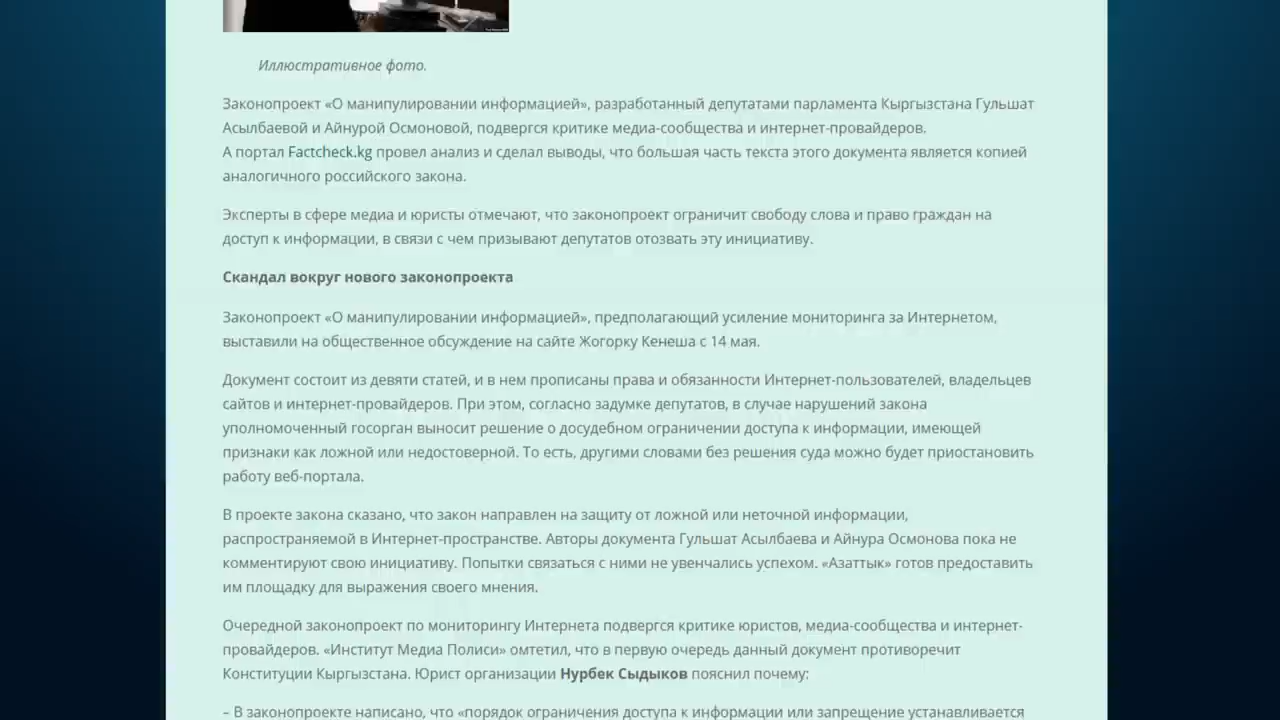 Иллюстративное фото.
Законопроект «О манипулировании информацией», разработанный депутатами парламента Кыргызстана Гульшат
Асылбаевой и Айнурой Осмоновой, подвергся критике медиа-сообщества и интернет-провайдеров.
А портал Factcheck.kg провел анализ и сделал выводы, что большая часть текста этого документа является копией
аналогичного российского закона.
Эксперты в сфере медиа и юристы отмечают, что законопроект ограничит свободу слова и право граждан на
доступ к информации, в связи с чем призывают депутатов отозвать эту инициативу.
Скандал вокруг нового законопроекта
Законопроект «О манипулировании информацией», предполагающий усиление мониторинга за Интернетом,
выставили на общественное обсуждение на сайте Жогорку Кенеша с 14 мая.
Документ состоит из девяти статей, и в нем прописаны права и обязанности Интернет-пользователей, владельцев
сайтов и интернет-провайдеров. При этом, согласно задумке депутатов, в случае нарушений закона
уполномоченный госорган выносит решение о досудебном ограничении доступа к информации, имеющей
признаки как ложной или недостоверной. То есть, другими словами без решения суда можно будет приостановить
работу веб-портала.
В проекте закона сказано, что закон направлен на защиту от ложной или неточной информации,
распространяемой в Интернет-пространстве. Авторы документа Гульшат Асылбаева и Айнура Осмонова пока не
комментируют свою инициативу. Попытки связаться с ними не увенчались успехом. «Азаттык» готов предоставить
им площадку для выражения своего мнения.
Очередной законопроект по мониторингу Интернета подвергся критике юристов, медиа-сообщества и интернет-
провайдеров. «Институт Медиа Полиси» омтетил, что в первую очередь данный документ противоречит
Конституции Кыргызстана. Юрист организации Нурбек Сыдыков пояснил почему:
– В законопроекте написано, что «порядок ограничения доступа к информации или запрещение устанавливается